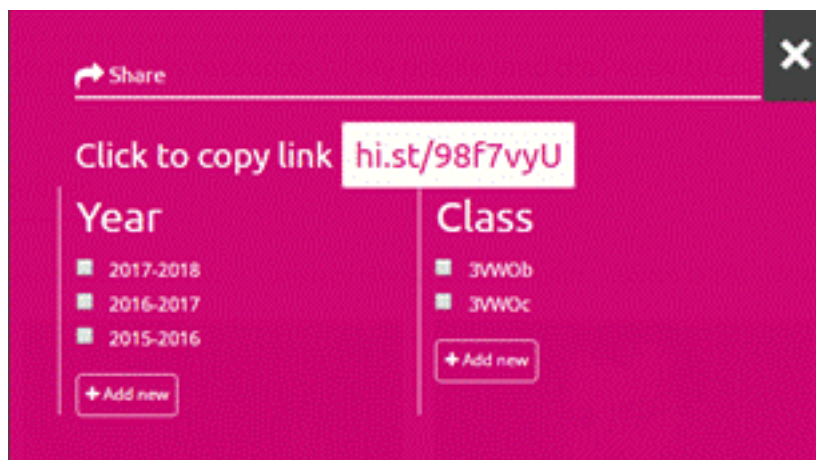 Share
Click to copy link hi.st/98f7vyU
Year
2017-2018
2016-2017
2015-2016
+ Add new
Class
3VWOb
3VWOc
+ Add new